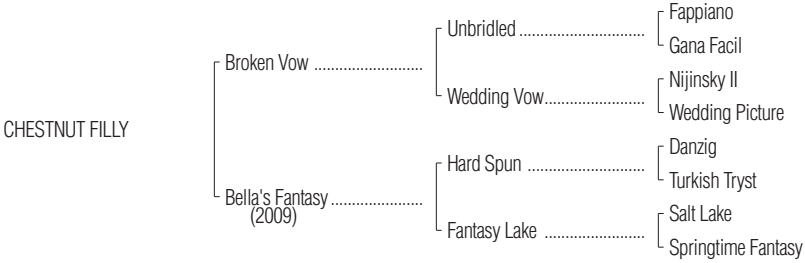 Fappiano
Unbridled ..............................
Gana Facil
Broken Vow ..........................
Nijinsky II
Wedding Vow........................
Wedding Picture
CHESTNUT FILLY
Danzig
Hard Spun ............................
Turkish Tryst
Bella's Fantasy ......................
(2009)
Salt Lake
Fantasy Lake ........................
Springtime Fantasy